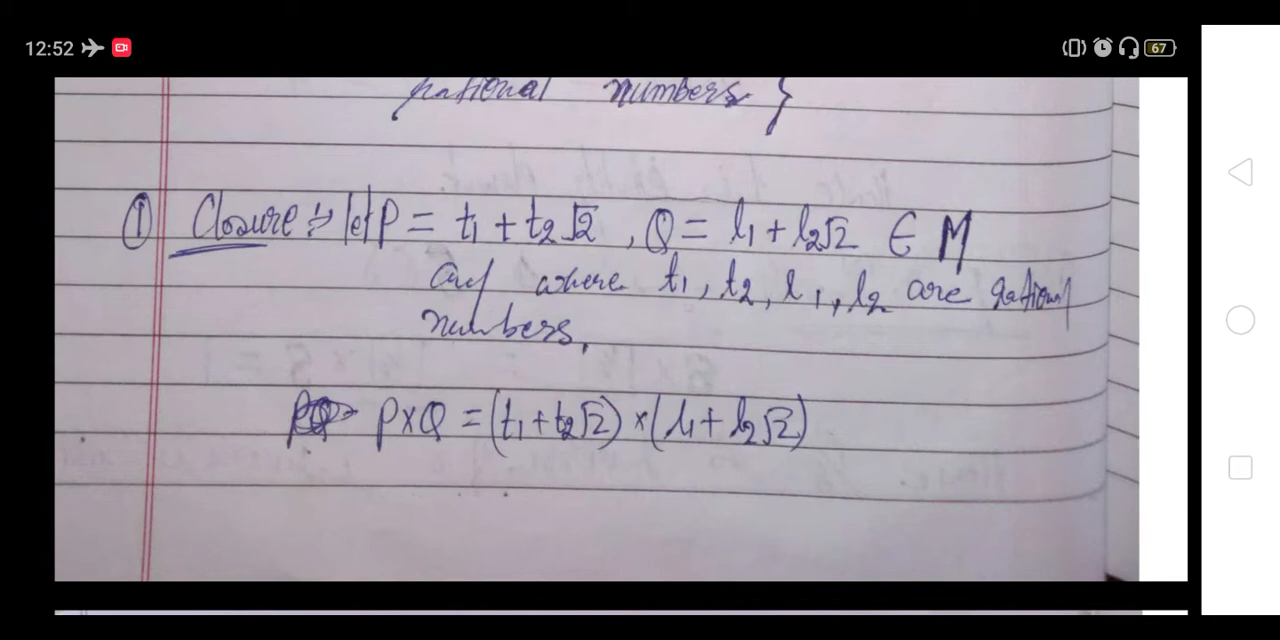 12:52
67
rational numbers }
① Closure :→ let P = t₁ + t₂√2 , Q = l₁ + l₂√2 ∈ M
and where t₁, t₂, l₁, l₂ are rational
numbers.
P×Q = (t₁ + t₂√2) × (l₁ + l₂√2)